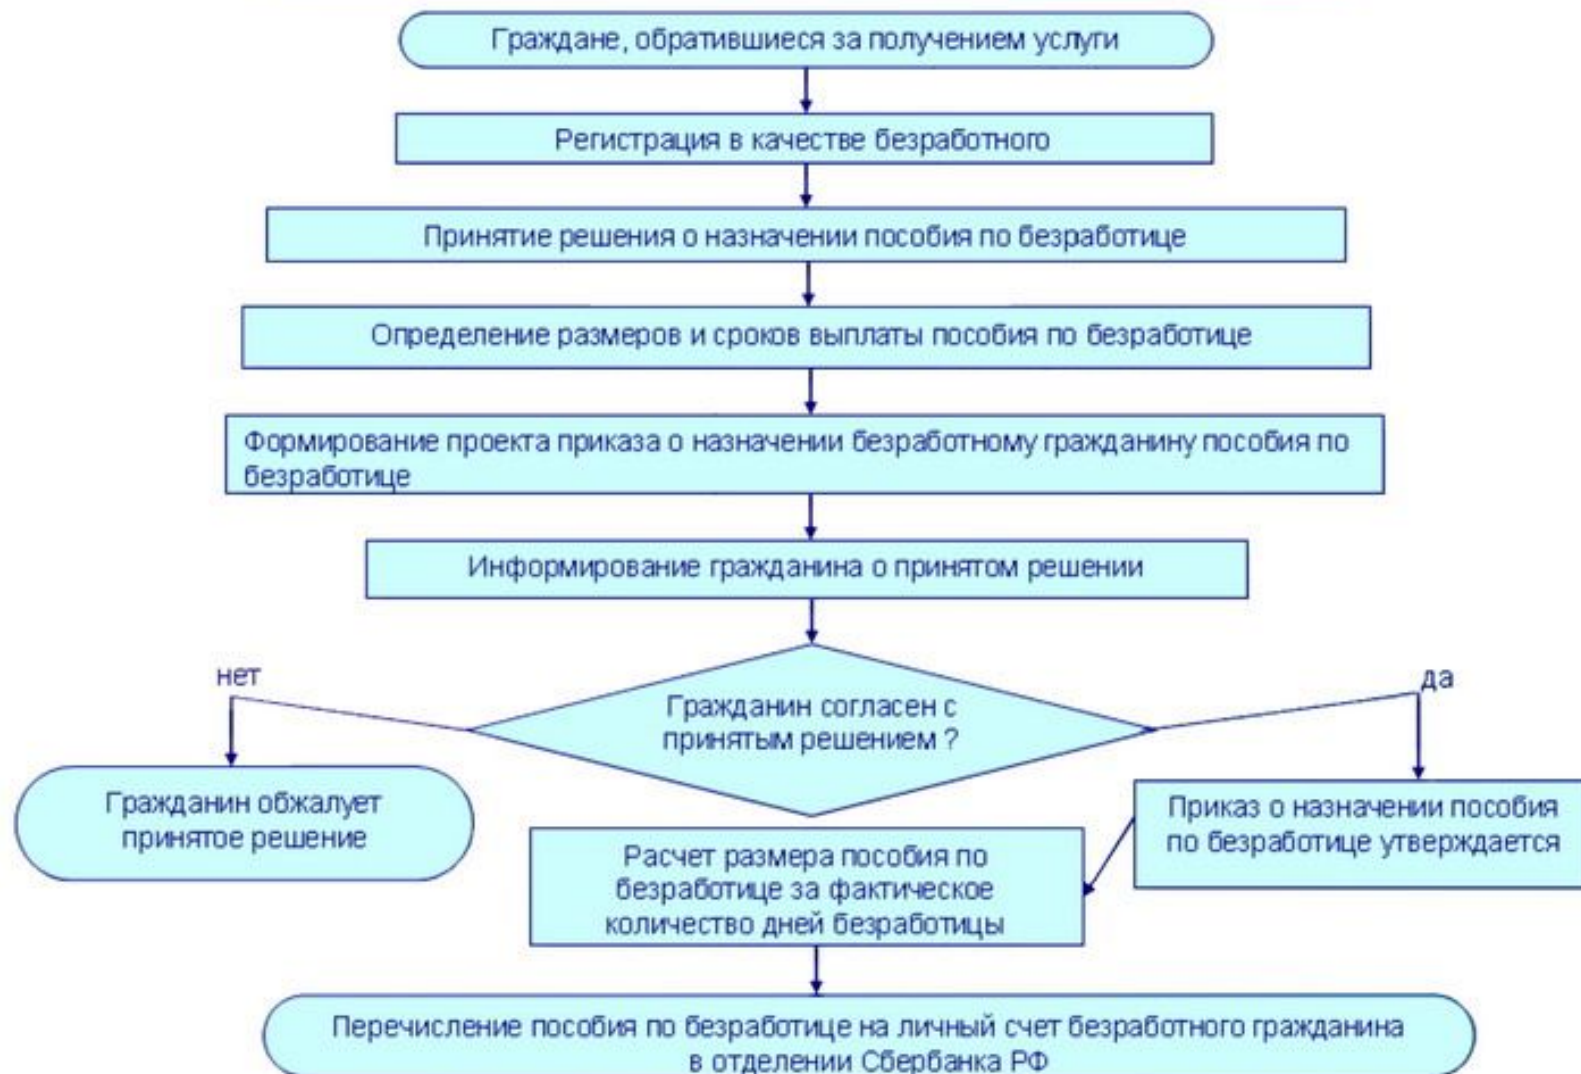 Граждане, обратившиеся за получением услуги
Регистрация в качестве безработного
Принятие решения о назначении пособия по безработице
Определение размеров и сроков выплаты пособия по безработице
Формирование проекта приказа о назначении безработному гражданину пособия по
безработице
Информирование гражданина о принятом решении
нет
да
Гражданин согласен с
принятым решением ?
Гражданин обжалует
принятое решение
Приказ о назначении пособия
по безработице утверждается
Расчет размера пособия по
безработице за фактическое
количество дней безработицы
Перечисление пособия по безработице на личный счет безработного гражданина
в отделении Сбербанка РФ